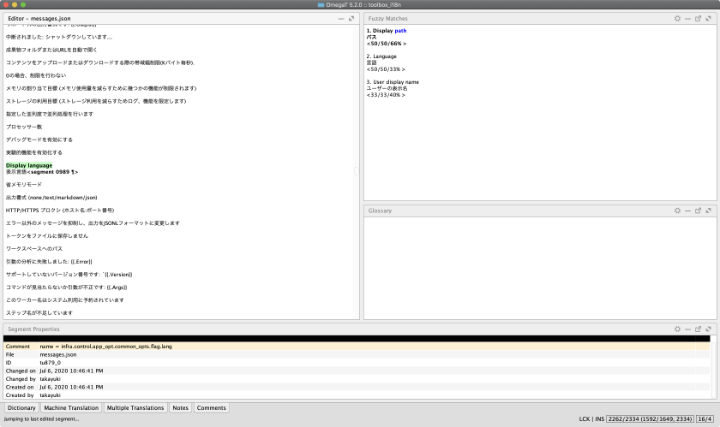 OmegaT 5.2.0 :: toolbox_i18n
Editor - messages.json
中断されました: シャットダウンしています...
成果物フォルダまたはURLを自動で開く
コンテンツをアップロードまたはダウンロードする際の帯域幅制限(Kバイト毎秒).
0の場合、制限を行わない
メモリの割り当て目標 (メモリ使用量を減らすために幾つかの機能が制限されます)
ストレージの利用目標 (ストレージ利用を減らすためログ、機能を限定します)
指定した並列度で並列処理を行います
プロセッサー数
デバッグモードを有効にする
実験的機能を有効化する
Display language
表示言語<segment 0989 ¶>
省メモリモード
出力書式 (none/text/markdown/json)
HTTP/HTTPS プロクシ (ホスト名:ポート番号)
エラー以外のメッセージを抑制し、出力をJSONLフォーマットに変更します
トークンをファイルに保存しません
ワークスペースへのパス
引数の分析に失敗しました: {{.Error}}
サポートしていないバージョン番号です: `{{.Version}}
コマンドが見当たらないか引数が不正です: {{.Args}}
このワーカー名はシステム利用に予約されています
ステップ名が不足しています
Fuzzy Matches
1. Display path
パス
<50/50/66% >
2. Language
言語
<50/50/33% >
3. User display name
ユーザーの表示名
<33/33/40% >
Glossary
Segment Properties
Comment name = infra.control.app_opt.common_opts.flag.lang
File messages.json
ID tu879_0
Changed on Jul 6, 2020 10:46:41 PM
Changed by takayuki
Created on Jul 6, 2020 10:46:41 PM
Created by takayuki
Dictionary Machine Translation Multiple Translations Notes Comments
Jumping to last edited segment... LCK | INS 2262/2334 (1592/1649, 2334) 16/4